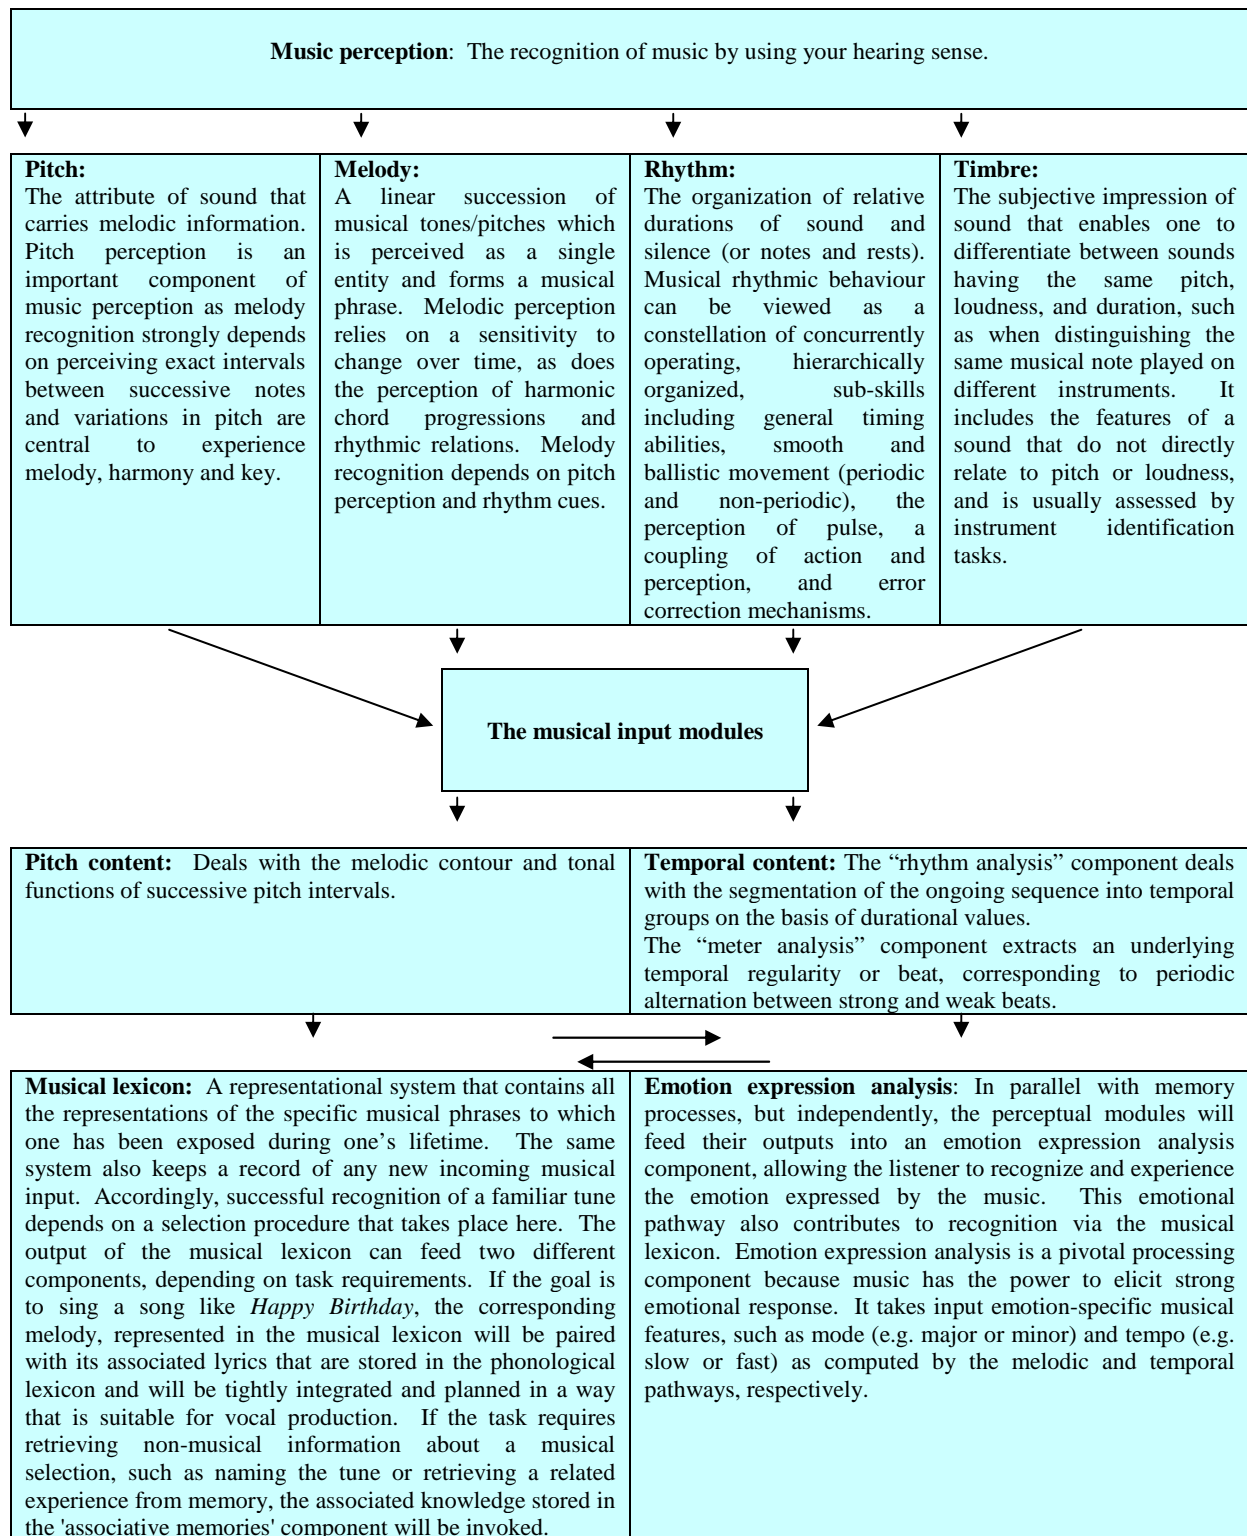 Music perception: The recognition of music by using your hearing sense.
Pitch:
The attribute of sound that
carries melodic information.
Pitch perception is an
important component of
music perception as melody
recognition strongly depends
on perceiving exact intervals
between successive notes
and variations in pitch are
central to experience
melody, harmony and key.
Melody:
A linear succession of
musical tones/pitches which
is perceived as a single
entity and forms a musical
phrase. Melodic perception
relies on a sensitivity to
change over time, as does
the perception of harmonic
chord progressions and
rhythmic relations. Melody
recognition depends on pitch
perception and rhythm cues.
Rhythm:
The organization of relative
durations of sound and
silence (or notes and rests).
Musical rhythmic behaviour
can be viewed as a
constellation of concurrently
operating, hierarchically
organized, sub-skills
including general timing
abilities, smooth and
ballistic movement (periodic
and non-periodic), the
perception of pulse, a
coupling of action and
perception, and error
correction mechanisms.
Timbre:
The subjective impression of
sound that enables one to
differentiate between sounds
having the same pitch,
loudness, and duration, such
as when distinguishing the
same musical note played on
different instruments. It
includes the features of a
sound that do not directly
relate to pitch or loudness,
and is usually assessed by
instrument identification
tasks.
The musical input modules
Pitch content: Deals with the melodic contour and tonal
functions of successive pitch intervals.
Temporal content: The “rhythm analysis” component deals
with the segmentation of the ongoing sequence into temporal
groups on the basis of durational values.
The “meter analysis” component extracts an underlying
temporal regularity or beat, corresponding to periodic
alternation between strong and weak beats.
Musical lexicon: A representational system that contains all
the representations of the specific musical phrases to which
one has been exposed during one’s lifetime. The same
system also keeps a record of any new incoming musical
input. Accordingly, successful recognition of a familiar tune
depends on a selection procedure that takes place here. The
output of the musical lexicon can feed two different
components, depending on task requirements. If the goal is
to sing a song like Happy Birthday, the corresponding
melody, represented in the musical lexicon will be paired
with its associated lyrics that are stored in the phonological
lexicon and will be tightly integrated and planned in a way
that is suitable for vocal production. If the task requires
retrieving non-musical information about a musical
selection, such as naming the tune or retrieving a related
experience from memory, the associated knowledge stored in
the 'associative memories' component will be invoked.
Emotion expression analysis: In parallel with memory
processes, but independently, the perceptual modules will
feed their outputs into an emotion expression analysis
component, allowing the listener to recognize and experience
the emotion expressed by the music. This emotional
pathway also contributes to recognition via the musical
lexicon. Emotion expression analysis is a pivotal processing
component because music has the power to elicit strong
emotional response. It takes input emotion-specific musical
features, such as mode (e.g. major or minor) and tempo (e.g.
slow or fast) as computed by the melodic and temporal
pathways, respectively.